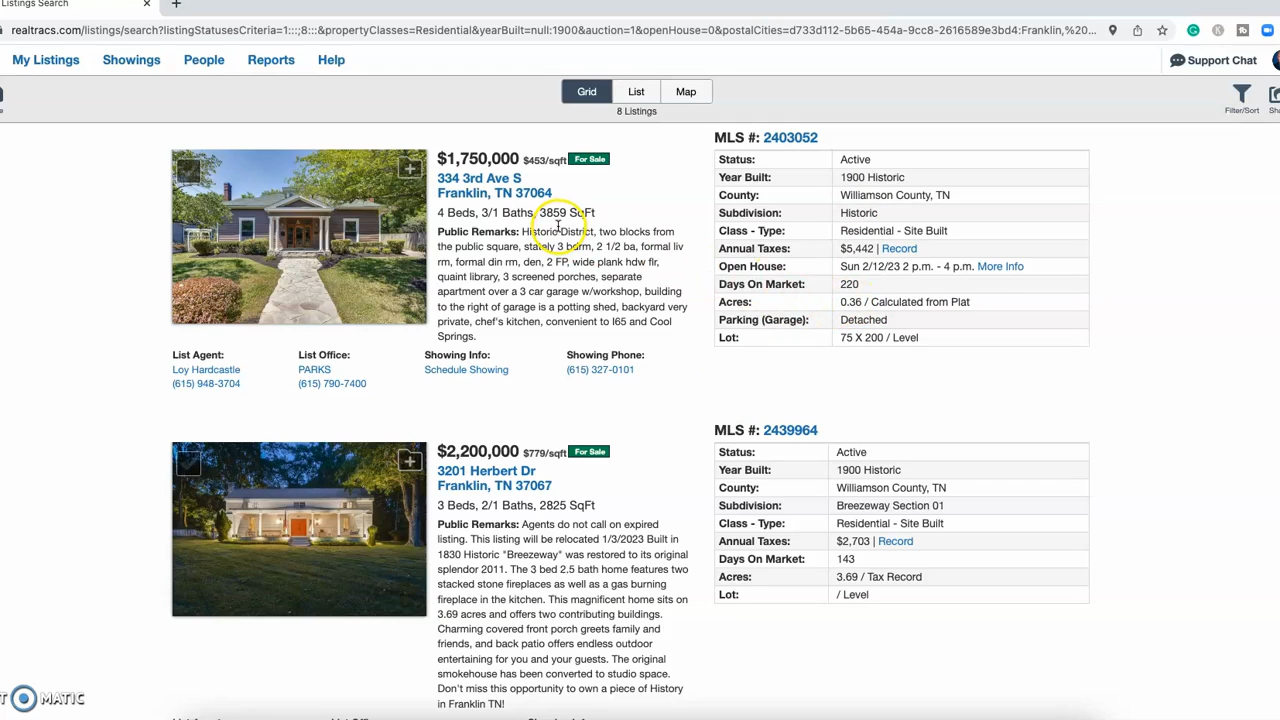 Listings Search
realtracs.com/listings/search?listingStatusesCriteria=1:::;8:::&propertyClasses=Residential&yearBuilt=null:1900&auction=1&openHouse=0&postalCities=d733d112-5b65-454a-9cc8-2616589e3bd4:Franklin,%20...
My Listings Showings People Reports Help Support Chat
Grid List Map
8 Listings
Filter/Sort
$1,750,000 $453/sqft For Sale
334 3rd Ave S
Franklin, TN 37064
4 Beds, 3/1 Baths, 3859 SqFt
Public Remarks: Historic District, two blocks from
the public square, stately 3 bdrm, 2 1/2 ba, formal liv
rm, formal din rm, den, 2 FP, wide plank hdw flr,
quaint library, 3 screened porches, separate
apartment over a 3 car garage w/workshop, building
to the right of garage is a potting shed, backyard very
private, chef's kitchen, convenient to I65 and Cool
Springs.
List Agent: List Office: Showing Info: Showing Phone:
Loy Hardcastle PARKS Schedule Showing (615) 327-0101
(615) 948-3704 (615) 790-7400
MLS #: 2403052
Status: Active
Year Built: 1900 Historic
County: Williamson County, TN
Subdivision: Historic
Class - Type: Residential - Site Built
Annual Taxes: $5,442 | Record
Open House: Sun 2/12/23 2 p.m. - 4 p.m. More Info
Days On Market: 220
Acres: 0.36 / Calculated from Plat
Parking (Garage): Detached
Lot: 75 X 200 / Level
$2,200,000 $779/sqft For Sale
3201 Herbert Dr
Franklin, TN 37067
3 Beds, 2/1 Baths, 2825 SqFt
Public Remarks: Agents do not call on expired
listing. This listing will be relocated 1/3/2023 Built in
1830 Historic "Breezeway" was restored to its original
splendor 2011. The 3 bed 2.5 bath home features two
stacked stone fireplaces as well as a gas burning
fireplace in the kitchen. This magnificent home sits on
3.69 acres and offers two contributing buildings.
Charming covered front porch greets family and
friends, and back patio offers endless outdoor
entertaining for you and your guests. The original
smokehouse has been converted to studio space.
Don't miss this opportunity to own a piece of History
in Franklin TN!
MLS #: 2439964
Status: Active
Year Built: 1900 Historic
County: Williamson County, TN
Subdivision: Breezeway Section 01
Class - Type: Residential - Site Built
Annual Taxes: $2,703 | Record
Days On Market: 143
Acres: 3.69 / Tax Record
Lot: / Level
MATIC